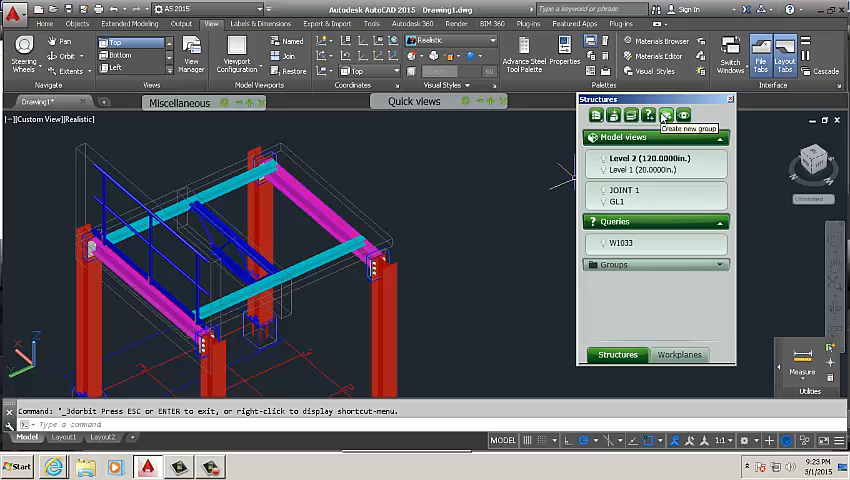 AS 2015
Autodesk AutoCAD 2015 Drawing1.dwg
Type a keyword or phrase
Sign In
Home
Objects
Extended Modeling
Output
View
Labels & Dimensions
Export & Import
Tools
Autodesk 360
Render
BIM 360
Add-ins
Plug-ins
Featured Apps
Plug-ins
Steering Wheels
Pan
Orbit
Extents
Navigate
Top
Bottom
Left
View Manager
Views
Viewport Configuration
Named
Join
Restore
Model Viewports
Top
Coordinates
Realistic
Opacity 60
Visual Styles
Advance Steel Tool Palette
Properties
Materials Browser
Materials Editor
Visual Styles
Palettes
Switch Windows
File Tabs
Layout Tabs
Cascade
Interface
Drawing1*
Miscellaneous
Quick views
[–][Custom View][Realistic]
Structures
Create new group
Model views
Level 2 (120.0000in.)
Level 1 (20.0000in.)
JOINT 1
GL1
Queries
W1033
Groups
Structures
Workplanes
Unnamed
Z
X
Y
Measure
Utilities
Command: '_3dorbit Press ESC or ENTER to exit, or right-click to display shortcut-menu.
Type a command
Model
Layout1
Layout2
+
MODEL
1:1
Start
9:23 PM
3/1/2015